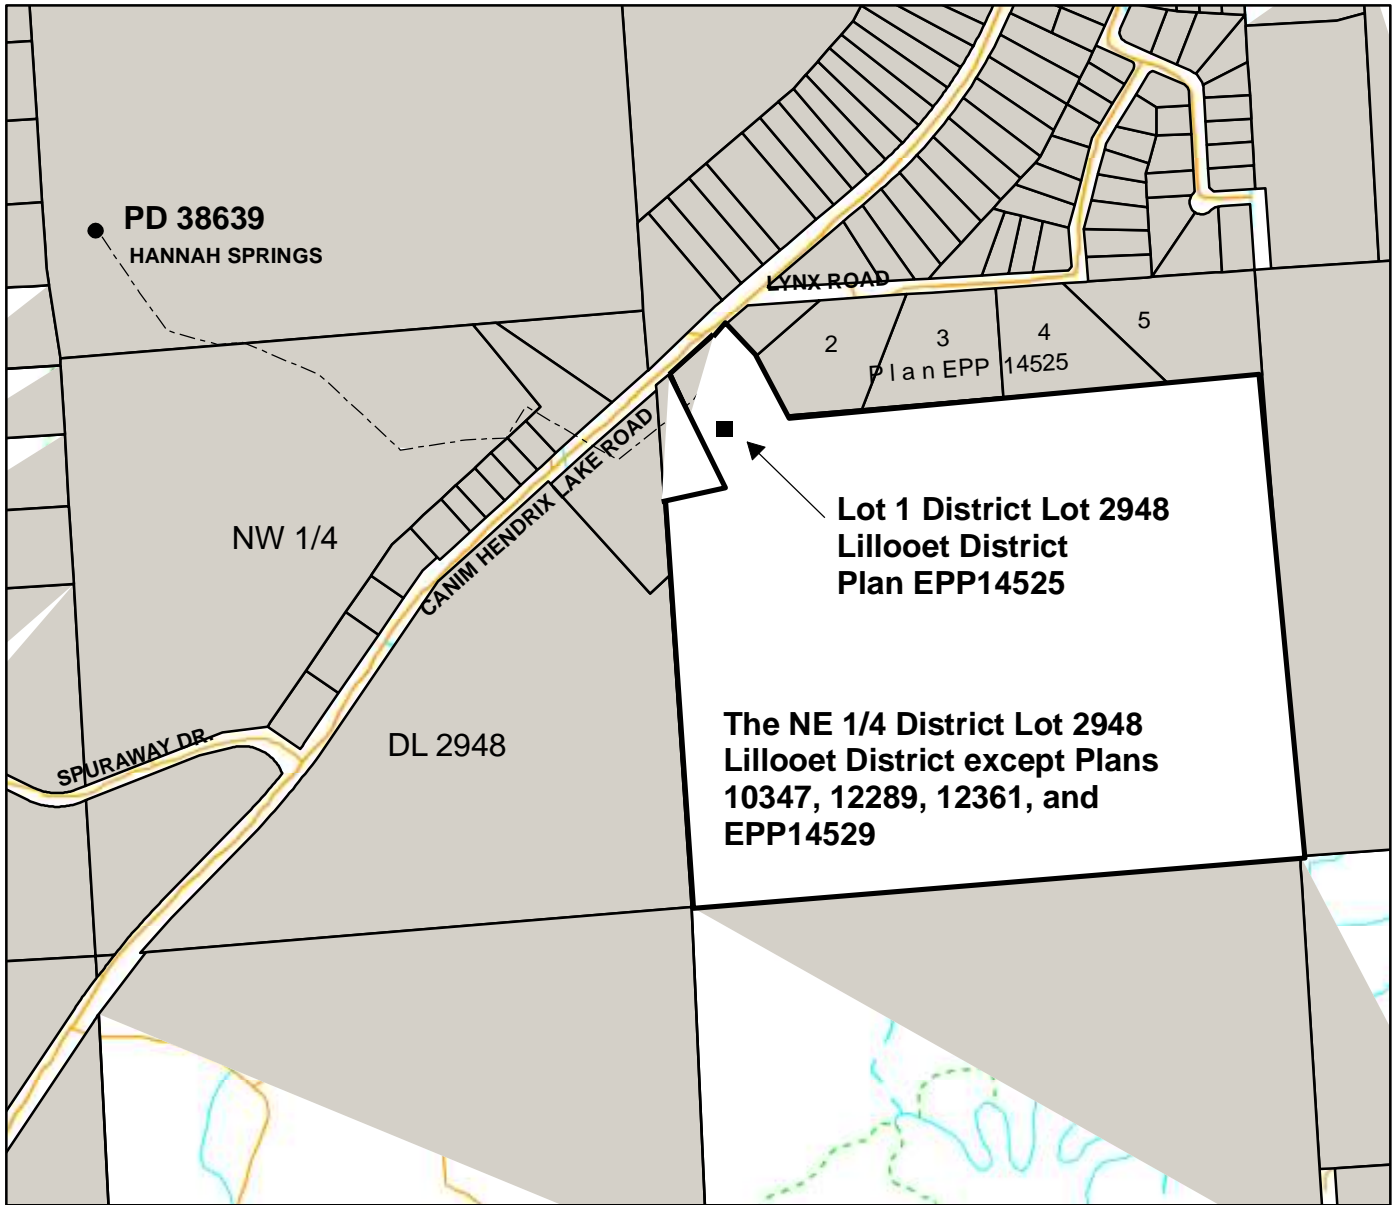 PD 38639
HANNAH SPRINGS
LYNX ROAD
2
3
4
5
Plan EPP 14525
CANIM HENDRIX LAKE ROAD
NW 1/4
Lot 1 District Lot 2948
Lillooet District
Plan EPP14525
SPURAWAY DR.
DL 2948
The NE 1/4 District Lot 2948
Lillooet District except Plans
10347, 12289, 12361, and
EPP14529